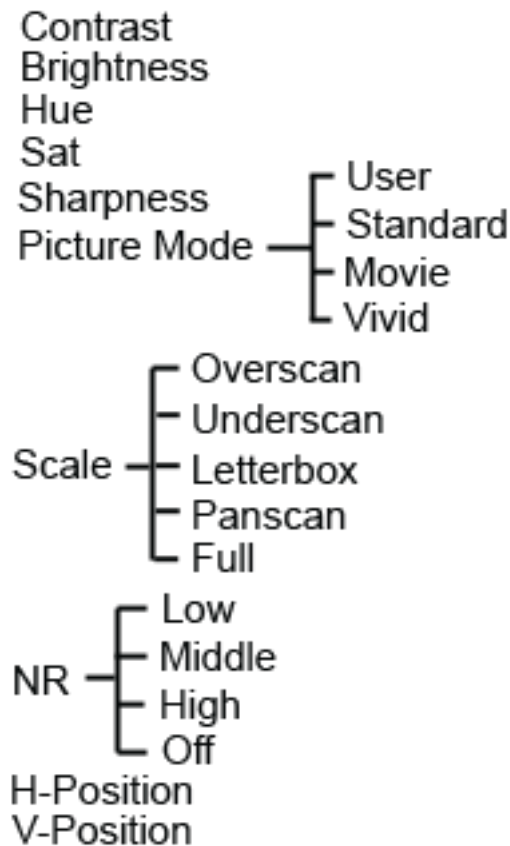 Contrast
Brightness
Hue
Sat
Sharpness
Picture Mode
User
Standard
Movie
Vivid
Scale
Overscan
Underscan
Letterbox
Panscan
Full
NR
Low
Middle
High
Off
H-Position
V-Position